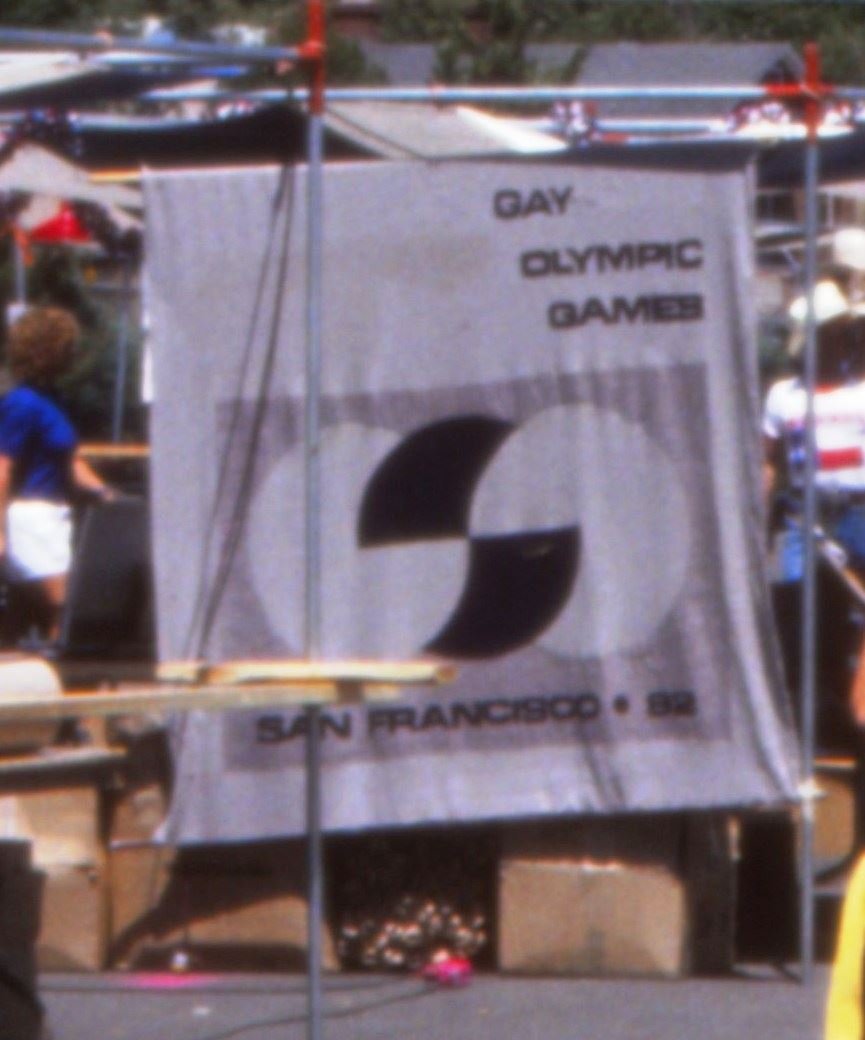 GAY
OLYMPIC
GAMES
SAN FRANCISCO • 82